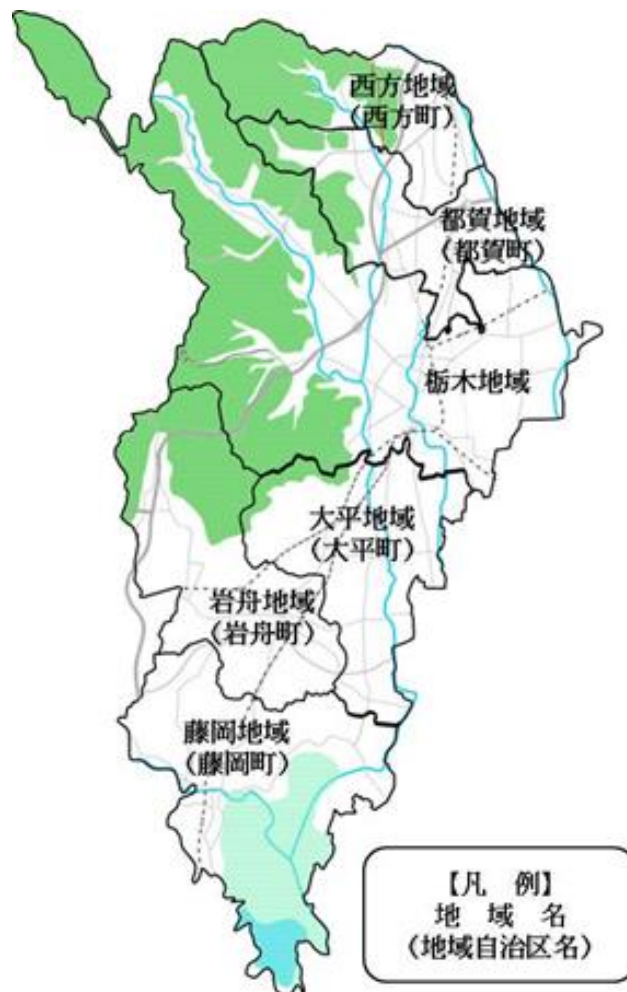 西方地域
(西方町)
都賀地域
(都賀町)
栃木地域
大平地域
(大平町)
岩舟地域
(岩舟町)
藤岡地域
(藤岡町)
【凡　例】
地　域　名
(地域自治区名)